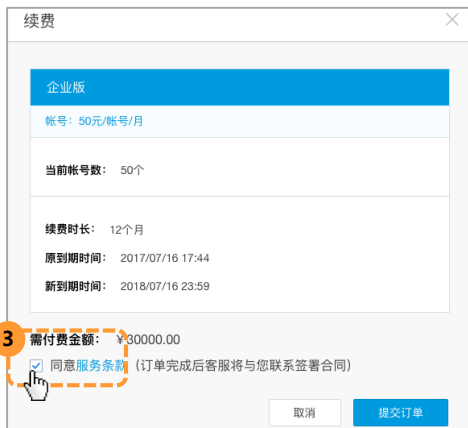 续费
企业版
帐号：50元/帐号/月
当前帐号数： 50个
续费时长： 12个月
原到期时间： 2017/07/16 17:44
新到期时间： 2018/07/16 23:59
3
需付费金额： ¥30000.00
同意服务条款（订单完成后客服将与您联系签署合同）
取消 提交订单